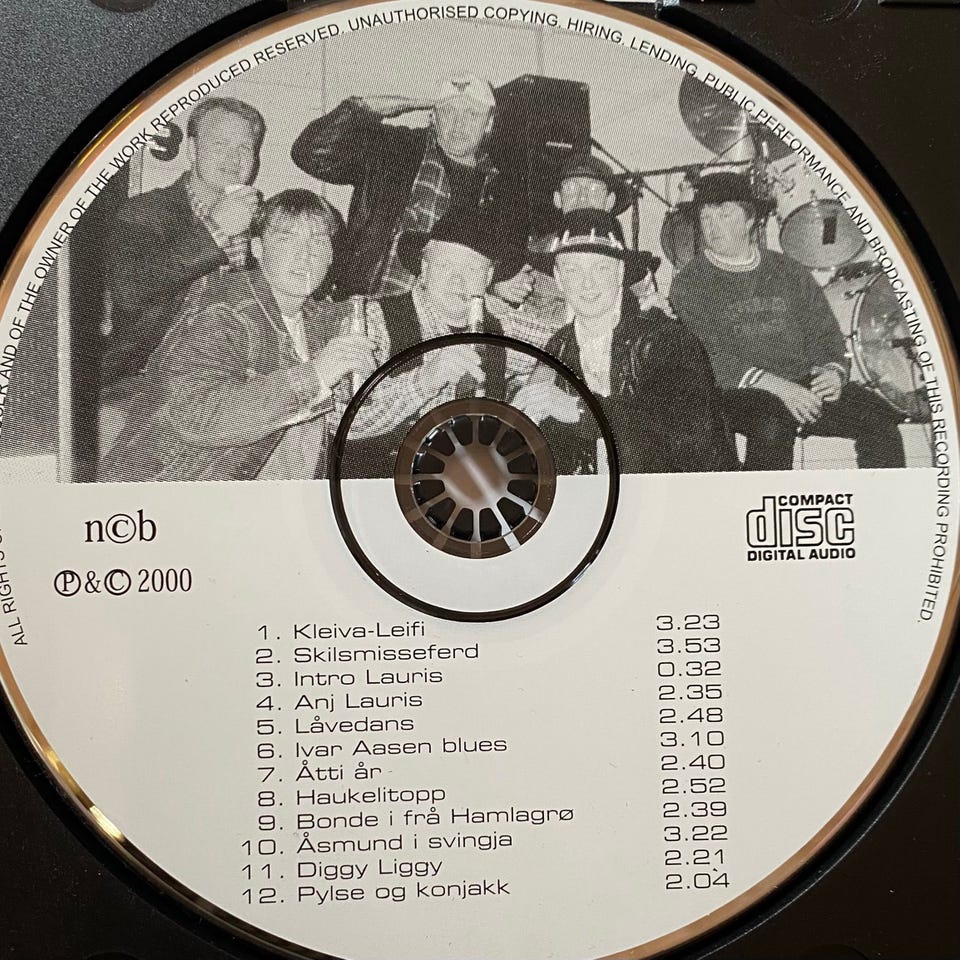 ALL RIGHTS OF
SER AND OF THE OWNER OF THE WORK REPRODUCED RESERVED. UNAUTHORISED COPYING, HIRING, LENDING, PUBLIC PERFORMANCE AND BRODCASTING OF THIS RECORDING PROHIBITED.
n©b
Ⓟ&© 2000
COMPACT
disc
DIGITAL AUDIO
1. Kleiva-Leifi 3.23
2. Skilsmisseferd 3.53
3. Intro Lauris 0.32
4. Anj Lauris 2.35
5. Låvedans 2.48
6. Ivar Aasen blues 3.10
7. Åtti år 2.40
8. Haukelitopp 2.52
9. Bonde i frå Hamlagrø 2.39
10. Åsmund i svingja 3.22
11. Diggy Liggy 2.21
12. Pylse og konjakk 2.04